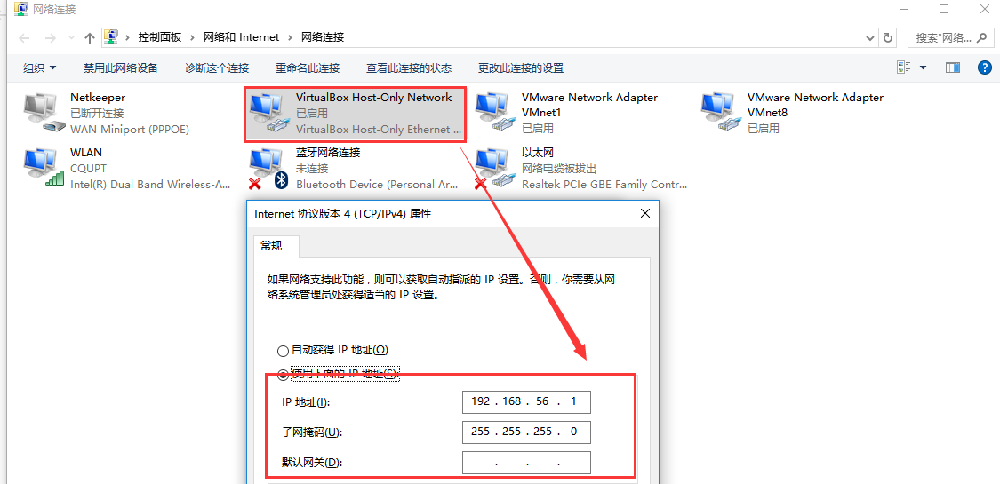 网络连接
控制面板 › 网络和 Internet › 网络连接
搜索"网络...
组织 禁用此网络设备 诊断这个连接 重命名此连接 查看此连接的状态 更改此连接的设置
Netkeeper
已断开连接
WAN Miniport (PPPOE)
VirtualBox Host-Only Network
已启用
VirtualBox Host-Only Ethernet ...
VMware Network Adapter
VMnet1
已启用
VMware Network Adapter
VMnet8
已启用
WLAN
CQUPT
Intel(R) Dual Band Wireless-A...
蓝牙网络连接
未连接
Bluetooth Device (Personal Ar...
以太网
网络电缆被拔出
Realtek PCIe GBE Family Contr...
Internet 协议版本 4 (TCP/IPv4) 属性
常规
如果网络支持此功能，则可以获取自动指派的 IP 设置。否则，你需要从网
络系统管理员处获得适当的 IP 设置。
自动获得 IP 地址(O)
使用下面的 IP 地址(S):
IP 地址(I): 192 . 168 . 56 . 1
子网掩码(U): 255 . 255 . 255 . 0
默认网关(D): . . .